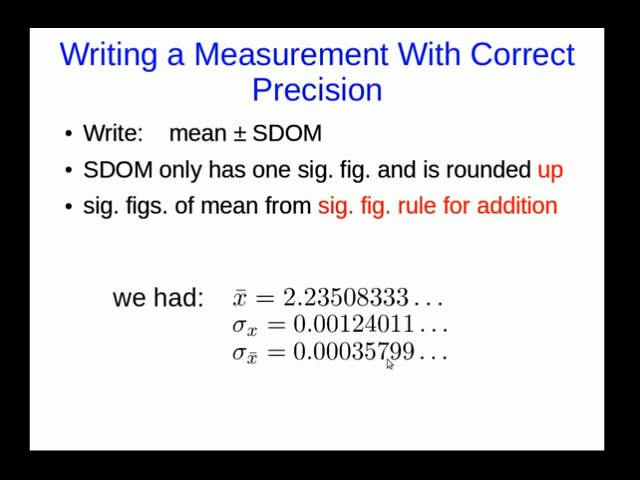 Writing a Measurement With Correct
Precision
• Write: mean ± SDOM
• SDOM only has one sig. fig. and is rounded up
• sig. figs. of mean from sig. fig. rule for addition
we had: x̄ = 2.23508333...
σₓ = 0.00124011...
σ_x̄ = 0.00035799...